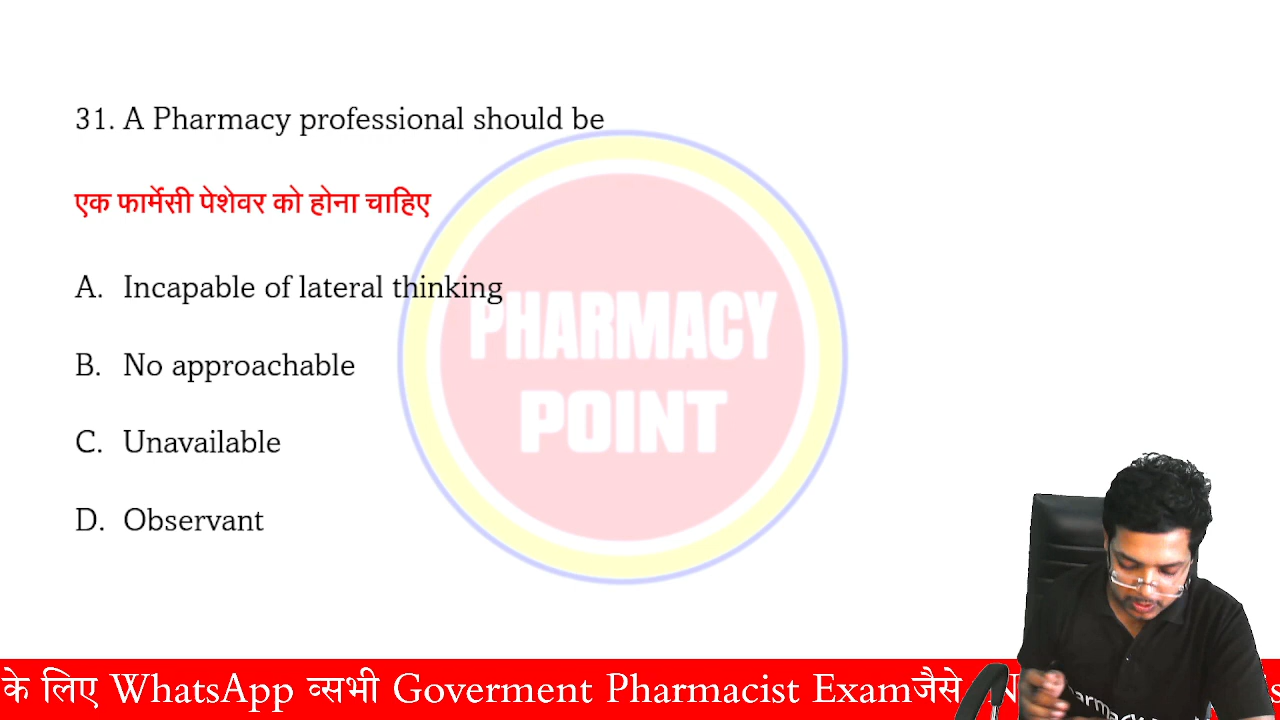 31. A Pharmacy professional should be
एक फार्मेसी पेशेवर को होना चाहिए
A. Incapable of lateral thinking
B. No approachable
C. Unavailable
D. Observant
PHARMACY
POINT
के लिए WhatsApp व्सभी Goverment Pharmacist Examजैसे